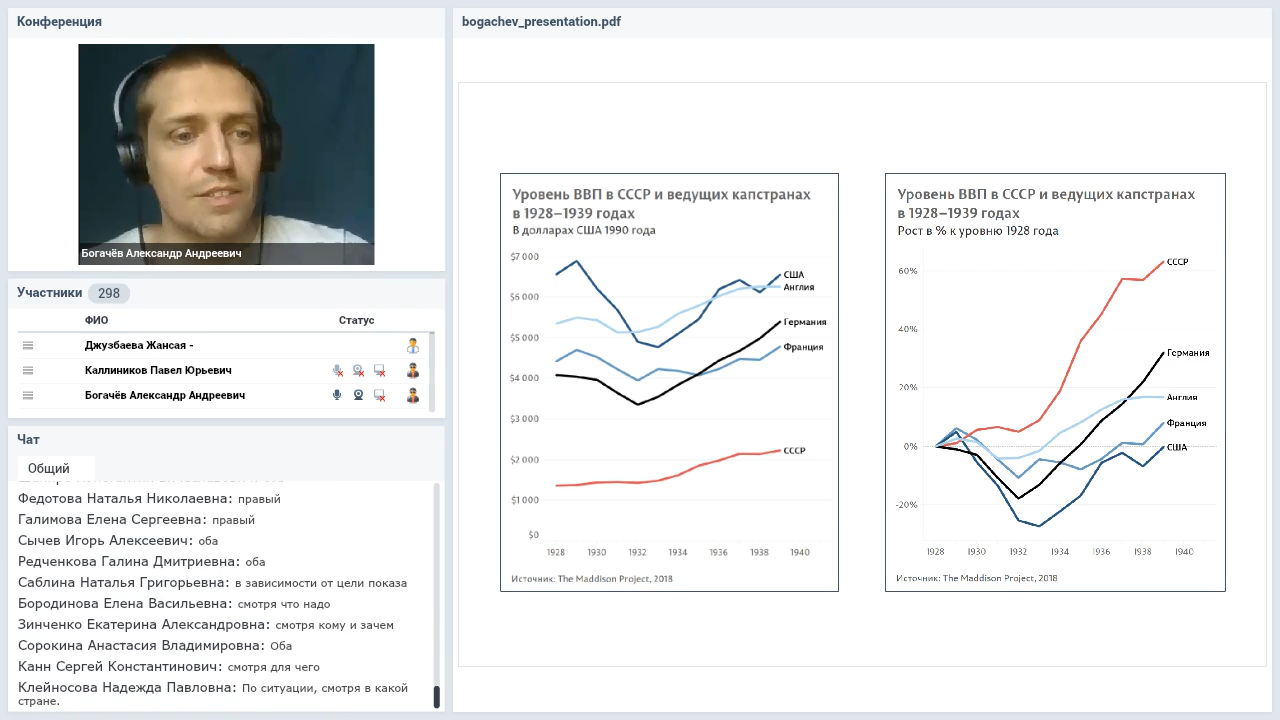 Конференция
Богачёв Александр Андреевич
Участники 298
ФИО Статус
Джузбаева Жансая -
Каллиников Павел Юрьевич
Богачёв Александр Андреевич
Чат
Общий
Федотова Наталья Николаевна: правый
Галимова Елена Сергеевна: правый
Сычев Игорь Алексеевич: оба
Редченкова Галина Дмитриевна: оба
Саблина Наталья Григорьевна: в зависимости от цели показа
Бородинова Елена Васильевна: смотря что надо
Зинченко Екатерина Александровна: смотря кому и зачем
Сорокина Анастасия Владимировна: Оба
Канн Сергей Константинович: смотря для чего
Клейносова Надежда Павловна: По ситуации, смотря в какой
стране.
bogachev_presentation.pdf
Уровень ВВП в СССР и ведущих капстранах
в 1928–1939 годах
В долларах США 1990 года
$7 000
$6 000
$5 000
$4 000
$3 000
$2 000
$1 000
$0
США
Англия
Германия
Франция
СССР
1928 1930 1932 1934 1936 1938 1940
Источник: The Maddison Project, 2018
Уровень ВВП в СССР и ведущих капстранах
в 1928–1939 годах
Рост в % к уровню 1928 года
60%
40%
20%
0%
-20%
СССР
Германия
Англия
Франция
США
1928 1930 1932 1934 1936 1938 1940
Источник: The Maddison Project, 2018